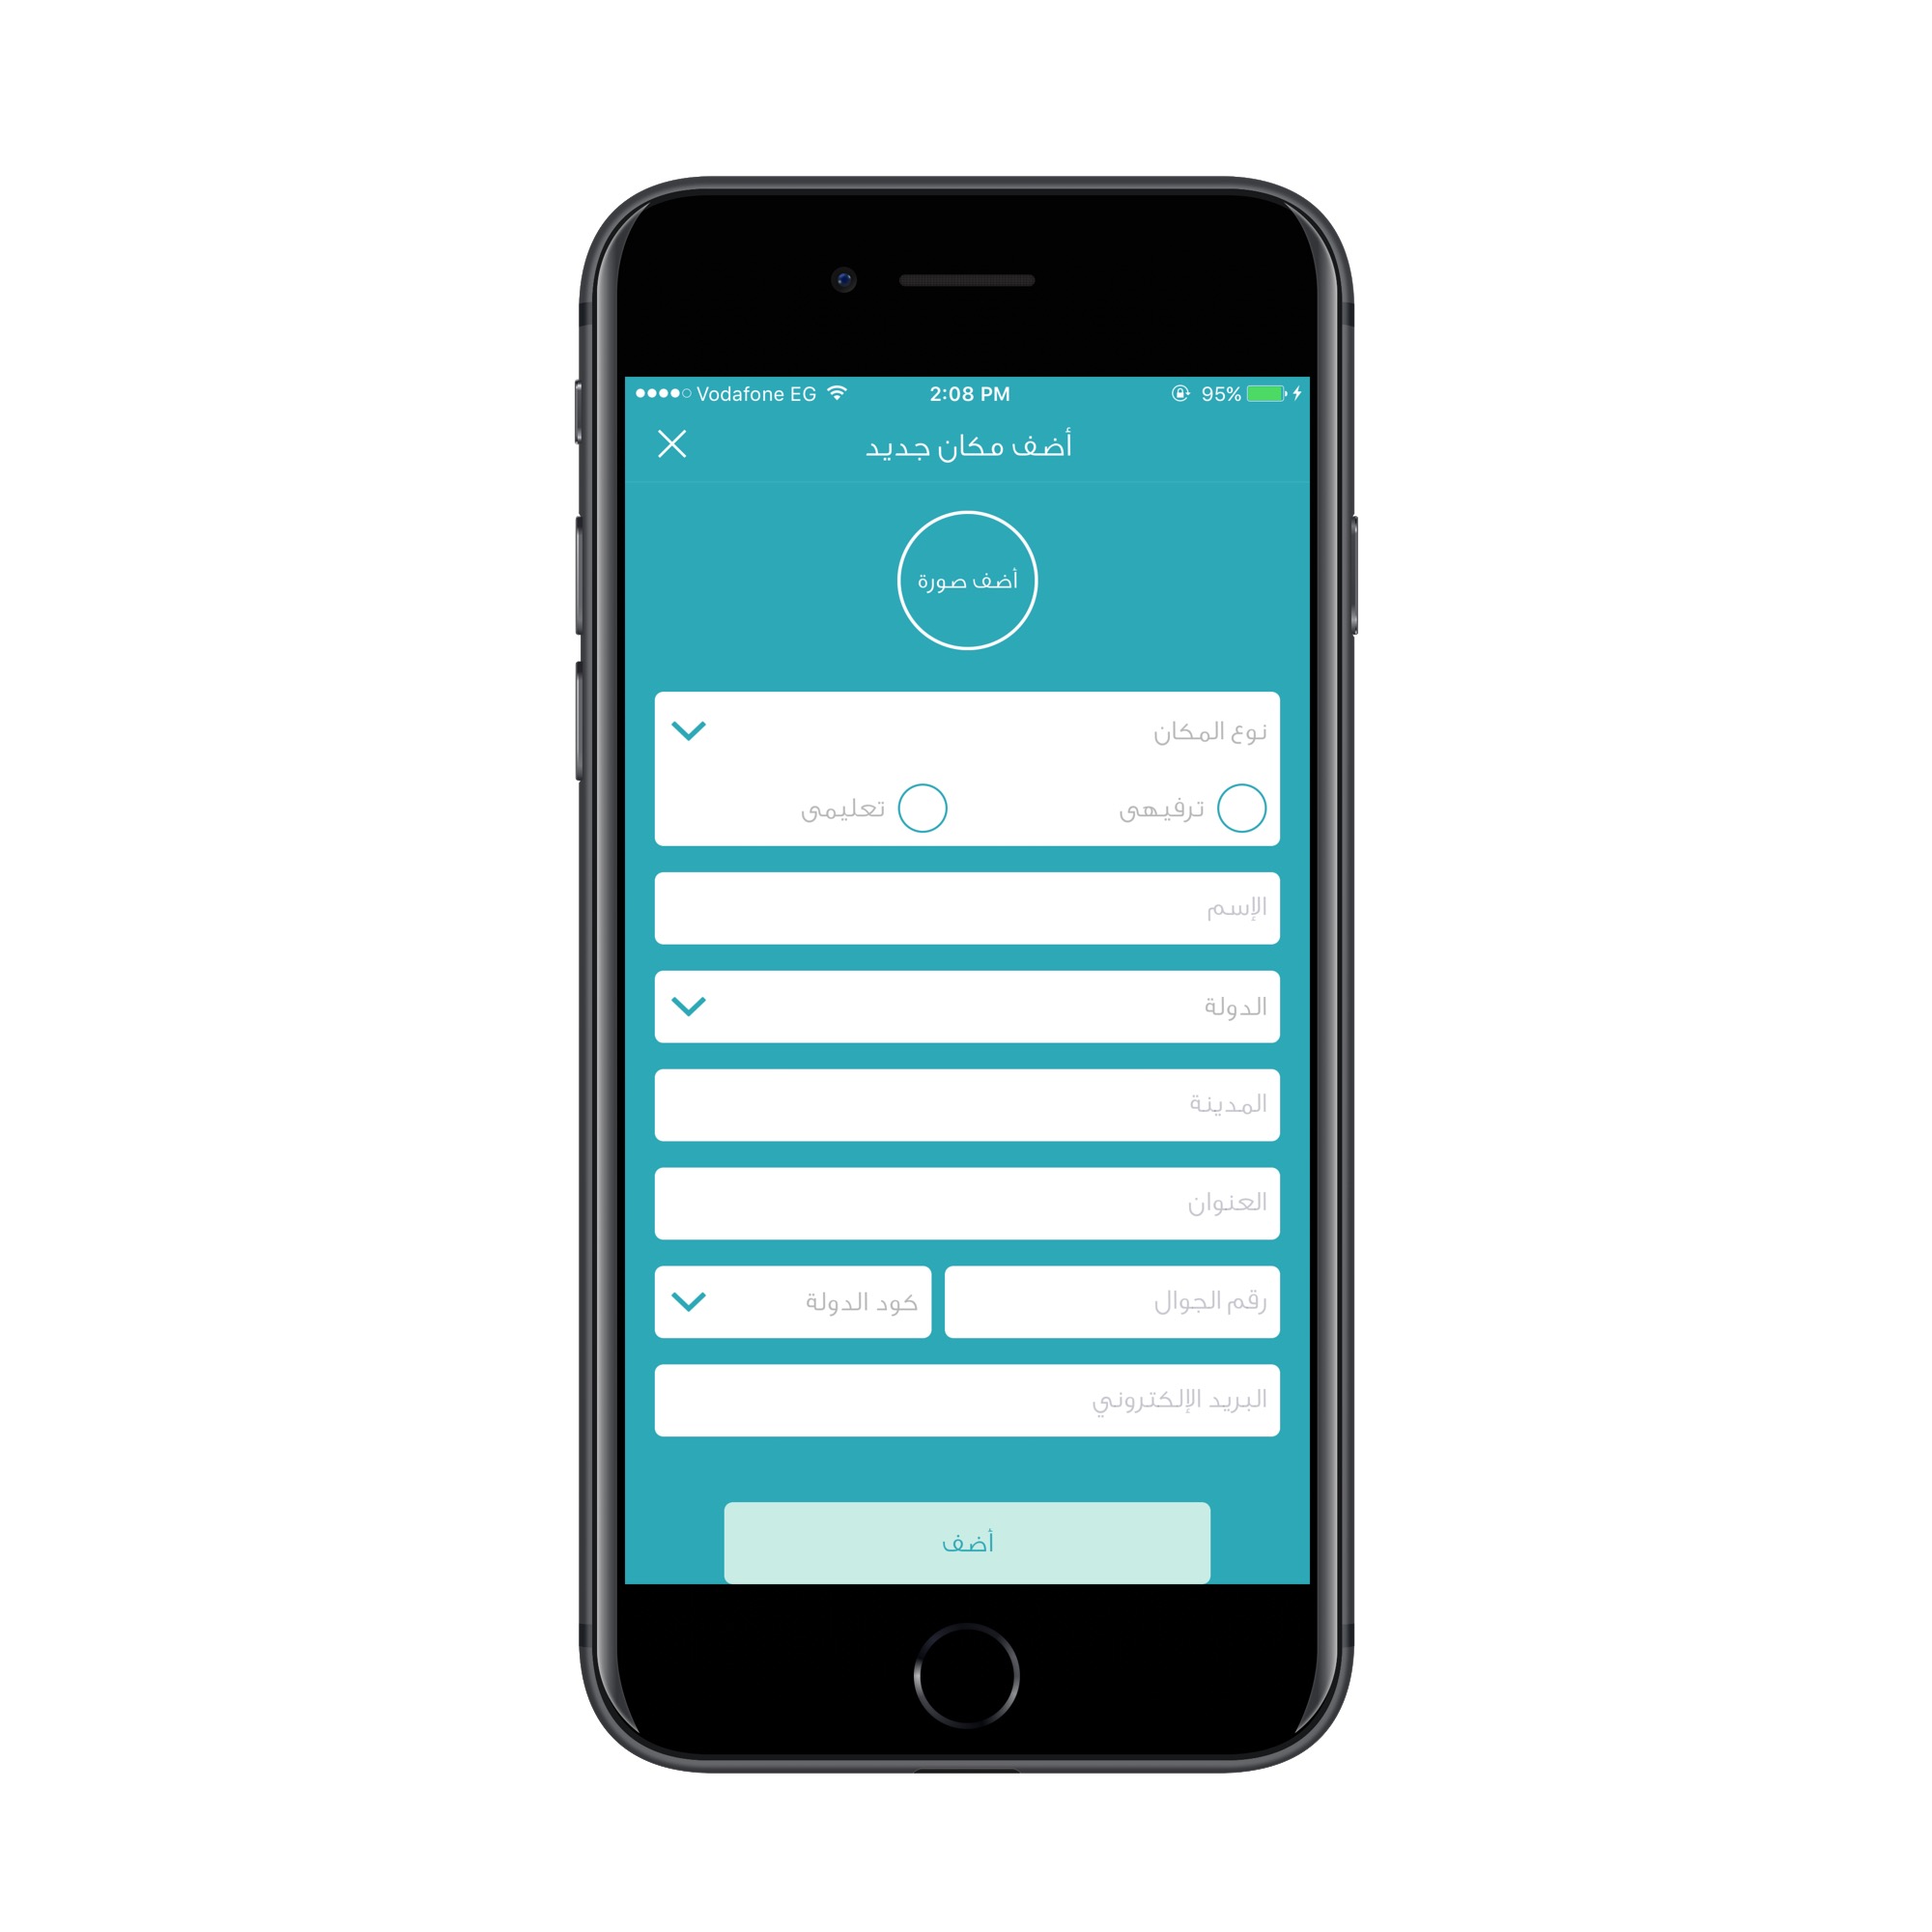 Vodafone EG 2:08 PM 95%
أضف مكان جديد
أضف صورة
نوع المكان
ترفيهى تعليمى
الإسم
الدولة
المدينة
العنوان
رقم الجوال كود الدولة
البريد الإلكتروني
أضف